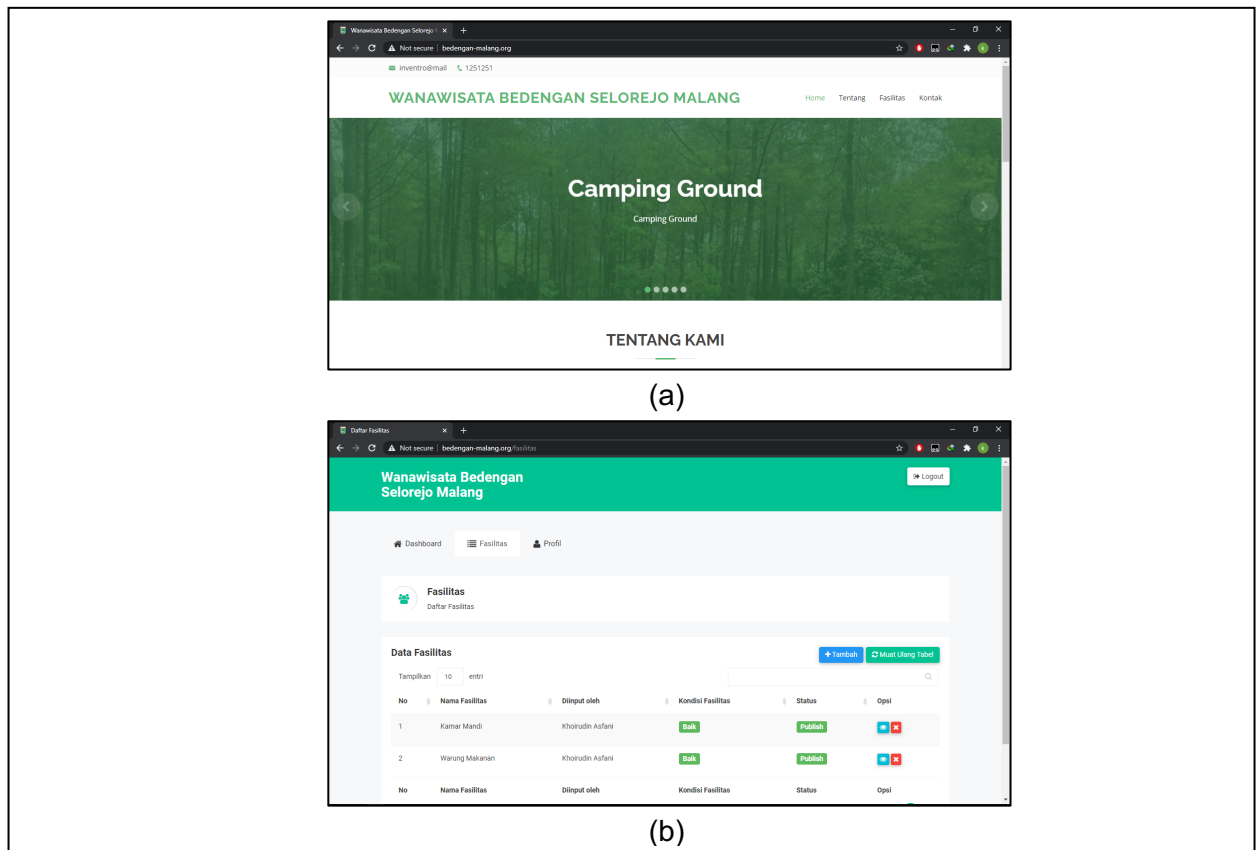 Wanawisata Bedengan Selorejo
Not secure | bedengan-malang.org
inventro@mail 1251251
WANAWISATA BEDENGAN SELOREJO MALANG
Home Tentang Fasilitas Kontak
Camping Ground
Camping Ground
TENTANG KAMI
(a)
Daftar Fasilitas
Not secure | bedengan-malang.org/fasilitas
Wanawisata Bedengan
Selorejo Malang
Logout
Dashboard Fasilitas Profil
Fasilitas
Daftar Fasilitas
Data Fasilitas
+Tambah Muat Ulang Tabel
Tampilkan 10 entri
No Nama Fasilitas Diinput oleh Kondisi Fasilitas Status Opsi
1 Kamar Mandi Khoirudin Asfani Baik Publish
2 Warung Makanan Khoirudin Asfani Baik Publish
No Nama Fasilitas Diinput oleh Kondisi Fasilitas Status Opsi
(b)